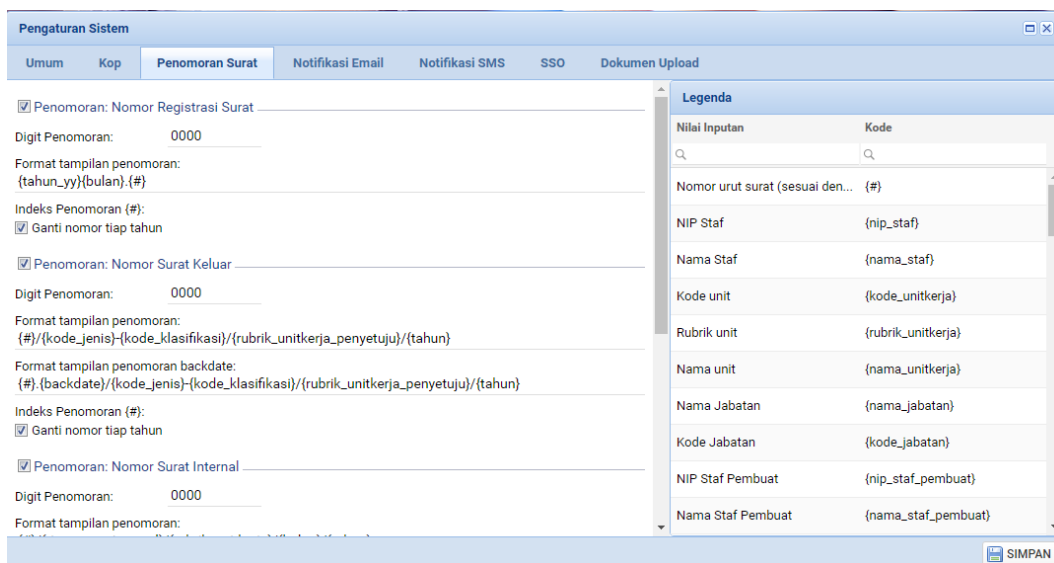 Pengaturan Sistem
Umum Kop Penomoran Surat Notifikasi Email Notifikasi SMS SSO Dokumen Upload
Penomoran: Nomor Registrasi Surat
Digit Penomoran: 0000
Format tampilan penomoran:
{tahun_yy}{bulan}.{#}
Indeks Penomoran {#}:
Ganti nomor tiap tahun
Penomoran: Nomor Surat Keluar
Digit Penomoran: 0000
Format tampilan penomoran:
{#}/{kode_jenis}-{kode_klasifikasi}/{rubrik_unitkerja_penyetuju}/{tahun}
Format tampilan penomoran backdate:
{#}.{backdate}/{kode_jenis}-{kode_klasifikasi}/{rubrik_unitkerja_penyetuju}/{tahun}
Indeks Penomoran {#}:
Ganti nomor tiap tahun
Penomoran: Nomor Surat Internal
Digit Penomoran: 0000
Format tampilan penomoran:
Legenda
Nilai Inputan Kode
Nomor urut surat (sesuai den... {#}
NIP Staf {nip_staf}
Nama Staf {nama_staf}
Kode unit {kode_unitkerja}
Rubrik unit {rubrik_unitkerja}
Nama unit {nama_unitkerja}
Nama Jabatan {nama_jabatan}
Kode Jabatan {kode_jabatan}
NIP Staf Pembuat {nip_staf_pembuat}
Nama Staf Pembuat {nama_staf_pembuat}
SIMPAN